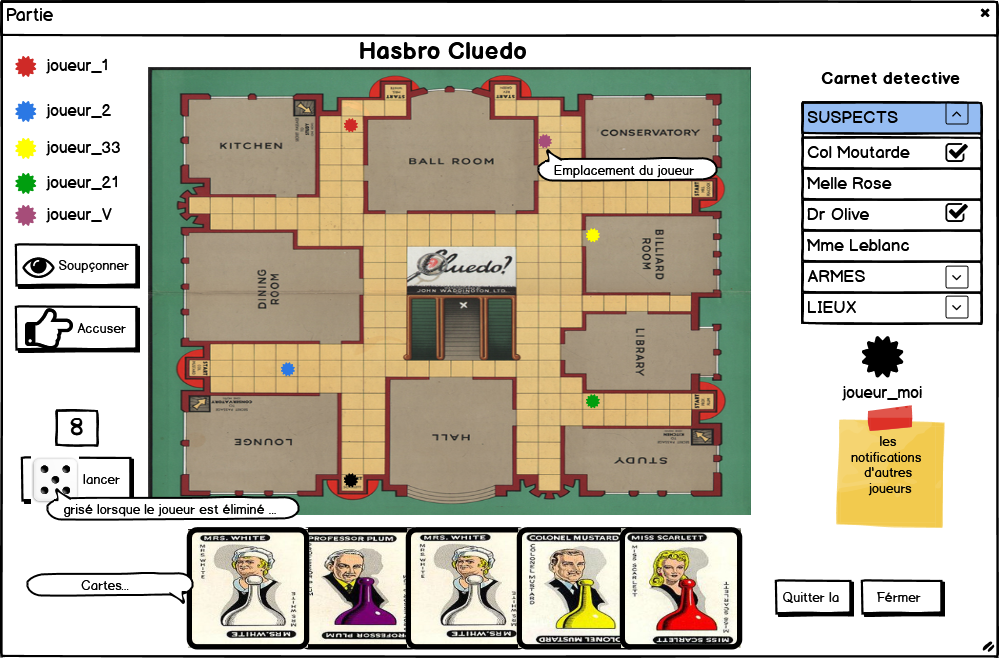 Partie
Hasbro Cluedo
joueur_1
joueur_2
joueur_33
joueur_21
joueur_V
Soupçonner
Accuser
8
lancer
grisé lorsque le joueur est éliminé ...
Cartes...
START
START
KITCHEN
BALL ROOM
CONSERVATORY
Emplacement du joueur
START
DINING
ROOM
Cluedo?
JOHN WADDINGTON, LTD.
BILLIARD
ROOM
LIBRARY
START
START
CONSERVATORY
LOUNGE
HALL
KITCHEN
STUDY
MRS. WHITE
MRS. WHITE
MRS. WHITE
PROFESSOR PLUM
PROFESSOR PLUM
MRS. WHITE
MRS. WHITE
MRS. WHITE
COLONEL MUSTARD
COLONEL MUSTARD
COLONEL MUSTARD
MISS SCARLETT
MISS SCARLETT
MISS SCARLETT
Carnet detective
SUSPECTS
Col Moutarde
Melle Rose
Dr Olive
Mme Leblanc
ARMES
LIEUX
joueur_moi
les
notifications
d'autres
joueurs
Quitter la
Férmer